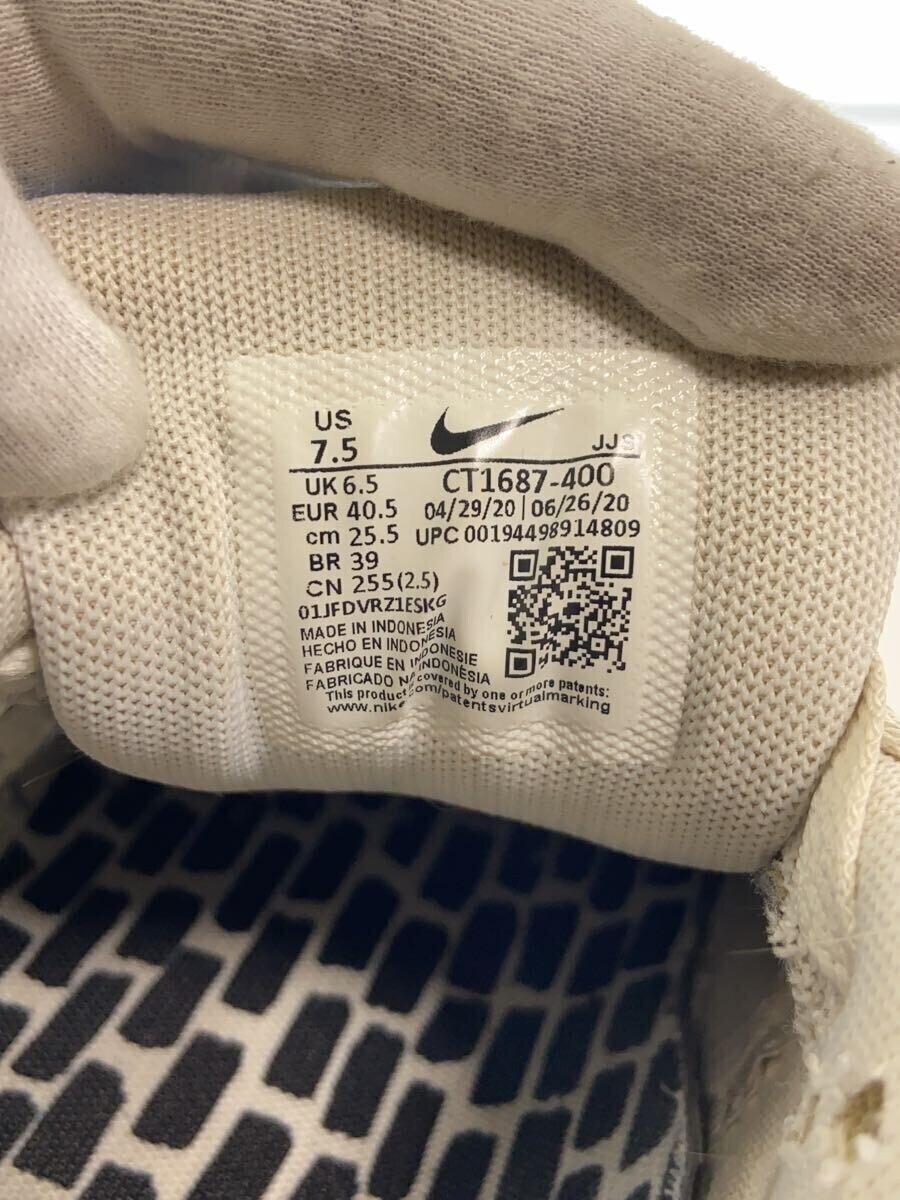 US
7.5
JJS
UK 6.5
CT1687-400
EUR 40.5
04/29/20 | 06/26/20
cm 25.5
UPC 00194498914809
BR 39
CN 255(2.5)
01JFDVRZ1ESKG
MADE IN INDONESIA
HECHO EN INDONESIA
FABRIQUE EN INDONESIE
FABRICADO NA INDONÉSIA
This product covered by one or more patents:
www.nike.com/patentsvirtualmarking